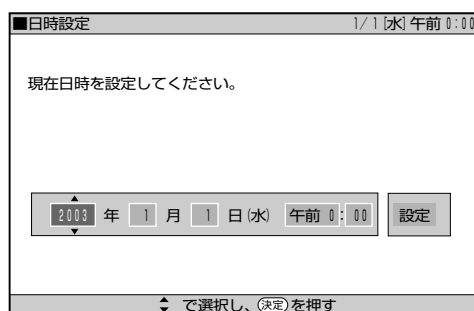 ■日時設定 1/ 1 [水] 午前 0:00
現在日時を設定してください。
2003 年 1 月 1 日 (水) 午前 0 : 00 設定
で選択し、決定を押す